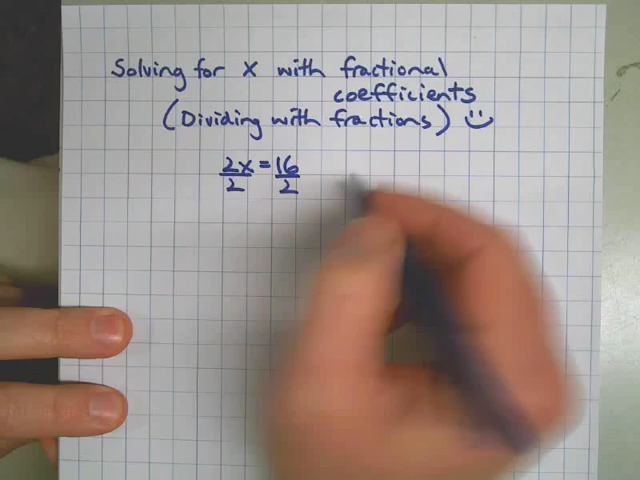 Solving for x with fractional
coefficients
(Dividing with fractions) :)
2x = 16
2 2